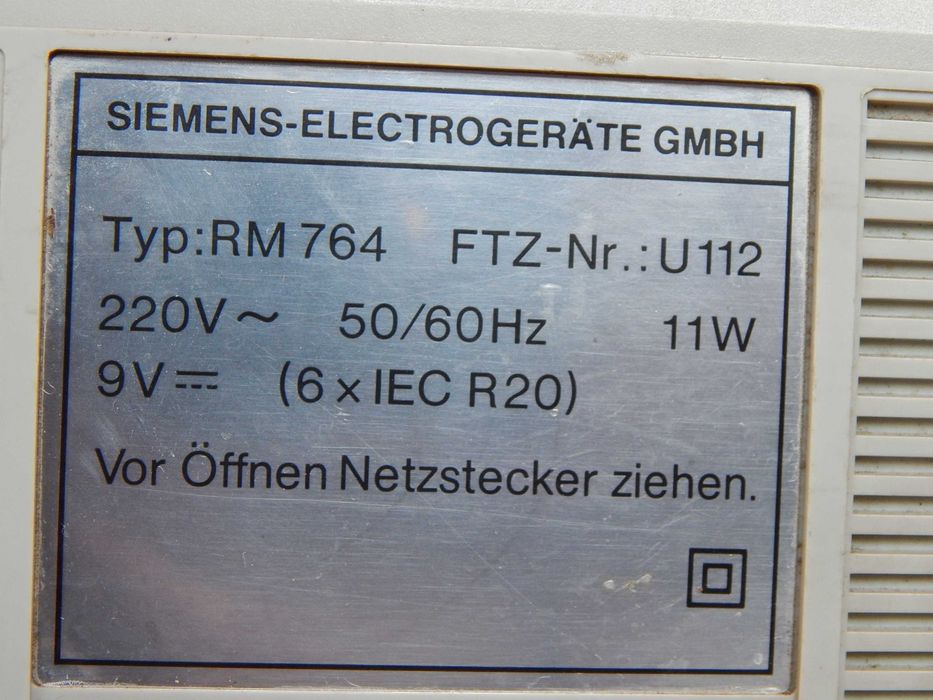 SIEMENS-ELECTROGERÄTE GMBH
Typ:RM 764 FTZ-Nr.:U112
220V~ 50/60Hz 11W
9V⎓ (6 x IEC R20)
Vor Öffnen Netzstecker ziehen.